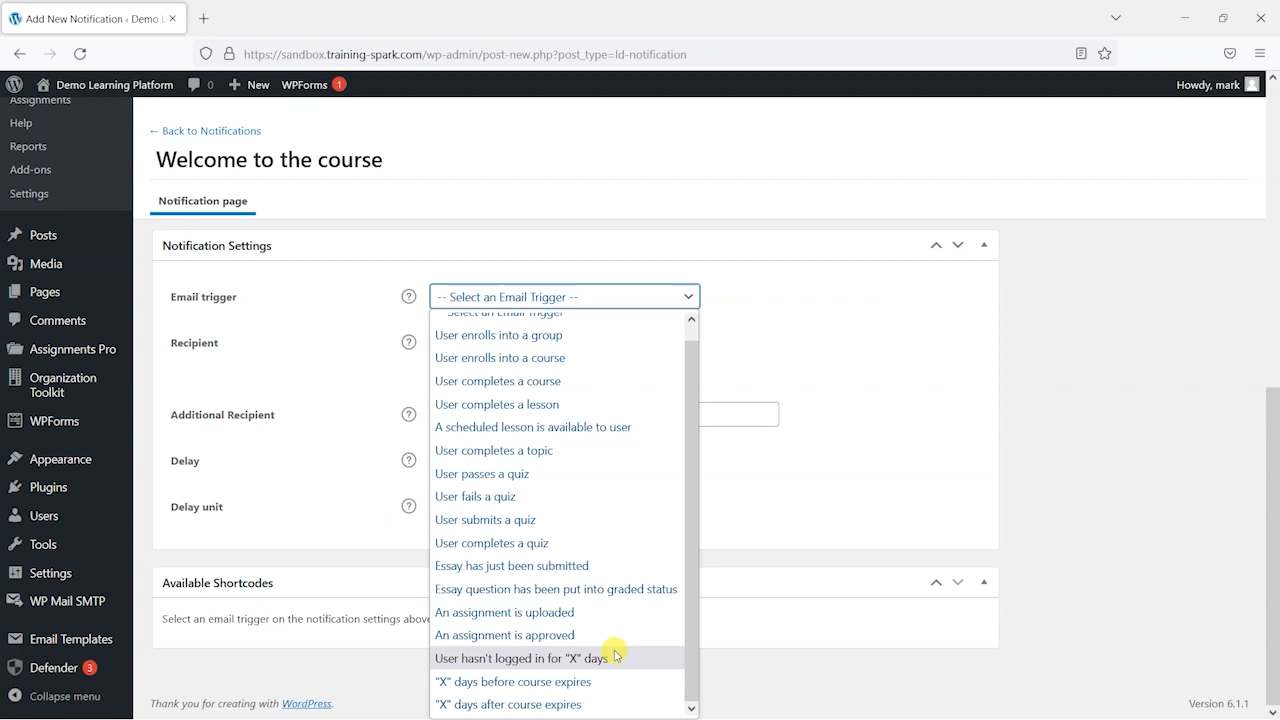 Add New Notification ‹ Demo L
https://sandbox.training-spark.com/wp-admin/post-new.php?post_type=ld-notification
Demo Learning Platform
0
New
WPForms 1
Howdy, mark
Assignments
Help
Reports
Add-ons
Settings
Posts
Media
Pages
Comments
Assignments Pro
Organization
Toolkit
WPForms
Appearance
Plugins
Users
Tools
Settings
WP Mail SMTP
Email Templates
Defender 3
Collapse menu
← Back to Notifications
Welcome to the course
Notification page
Notification Settings
Email trigger
-- Select an Email Trigger --
Select an Email Trigger
User enrolls into a group
User enrolls into a course
User completes a course
User completes a lesson
A scheduled lesson is available to user
User completes a topic
User passes a quiz
User fails a quiz
User submits a quiz
User completes a quiz
Essay has just been submitted
Essay question has been put into graded status
An assignment is uploaded
An assignment is approved
User hasn't logged in for "X" days
"X" days before course expires
"X" days after course expires
Recipient
Additional Recipient
Delay
Delay unit
Available Shortcodes
Select an email trigger on the notification settings above
Thank you for creating with WordPress.
Version 6.1.1